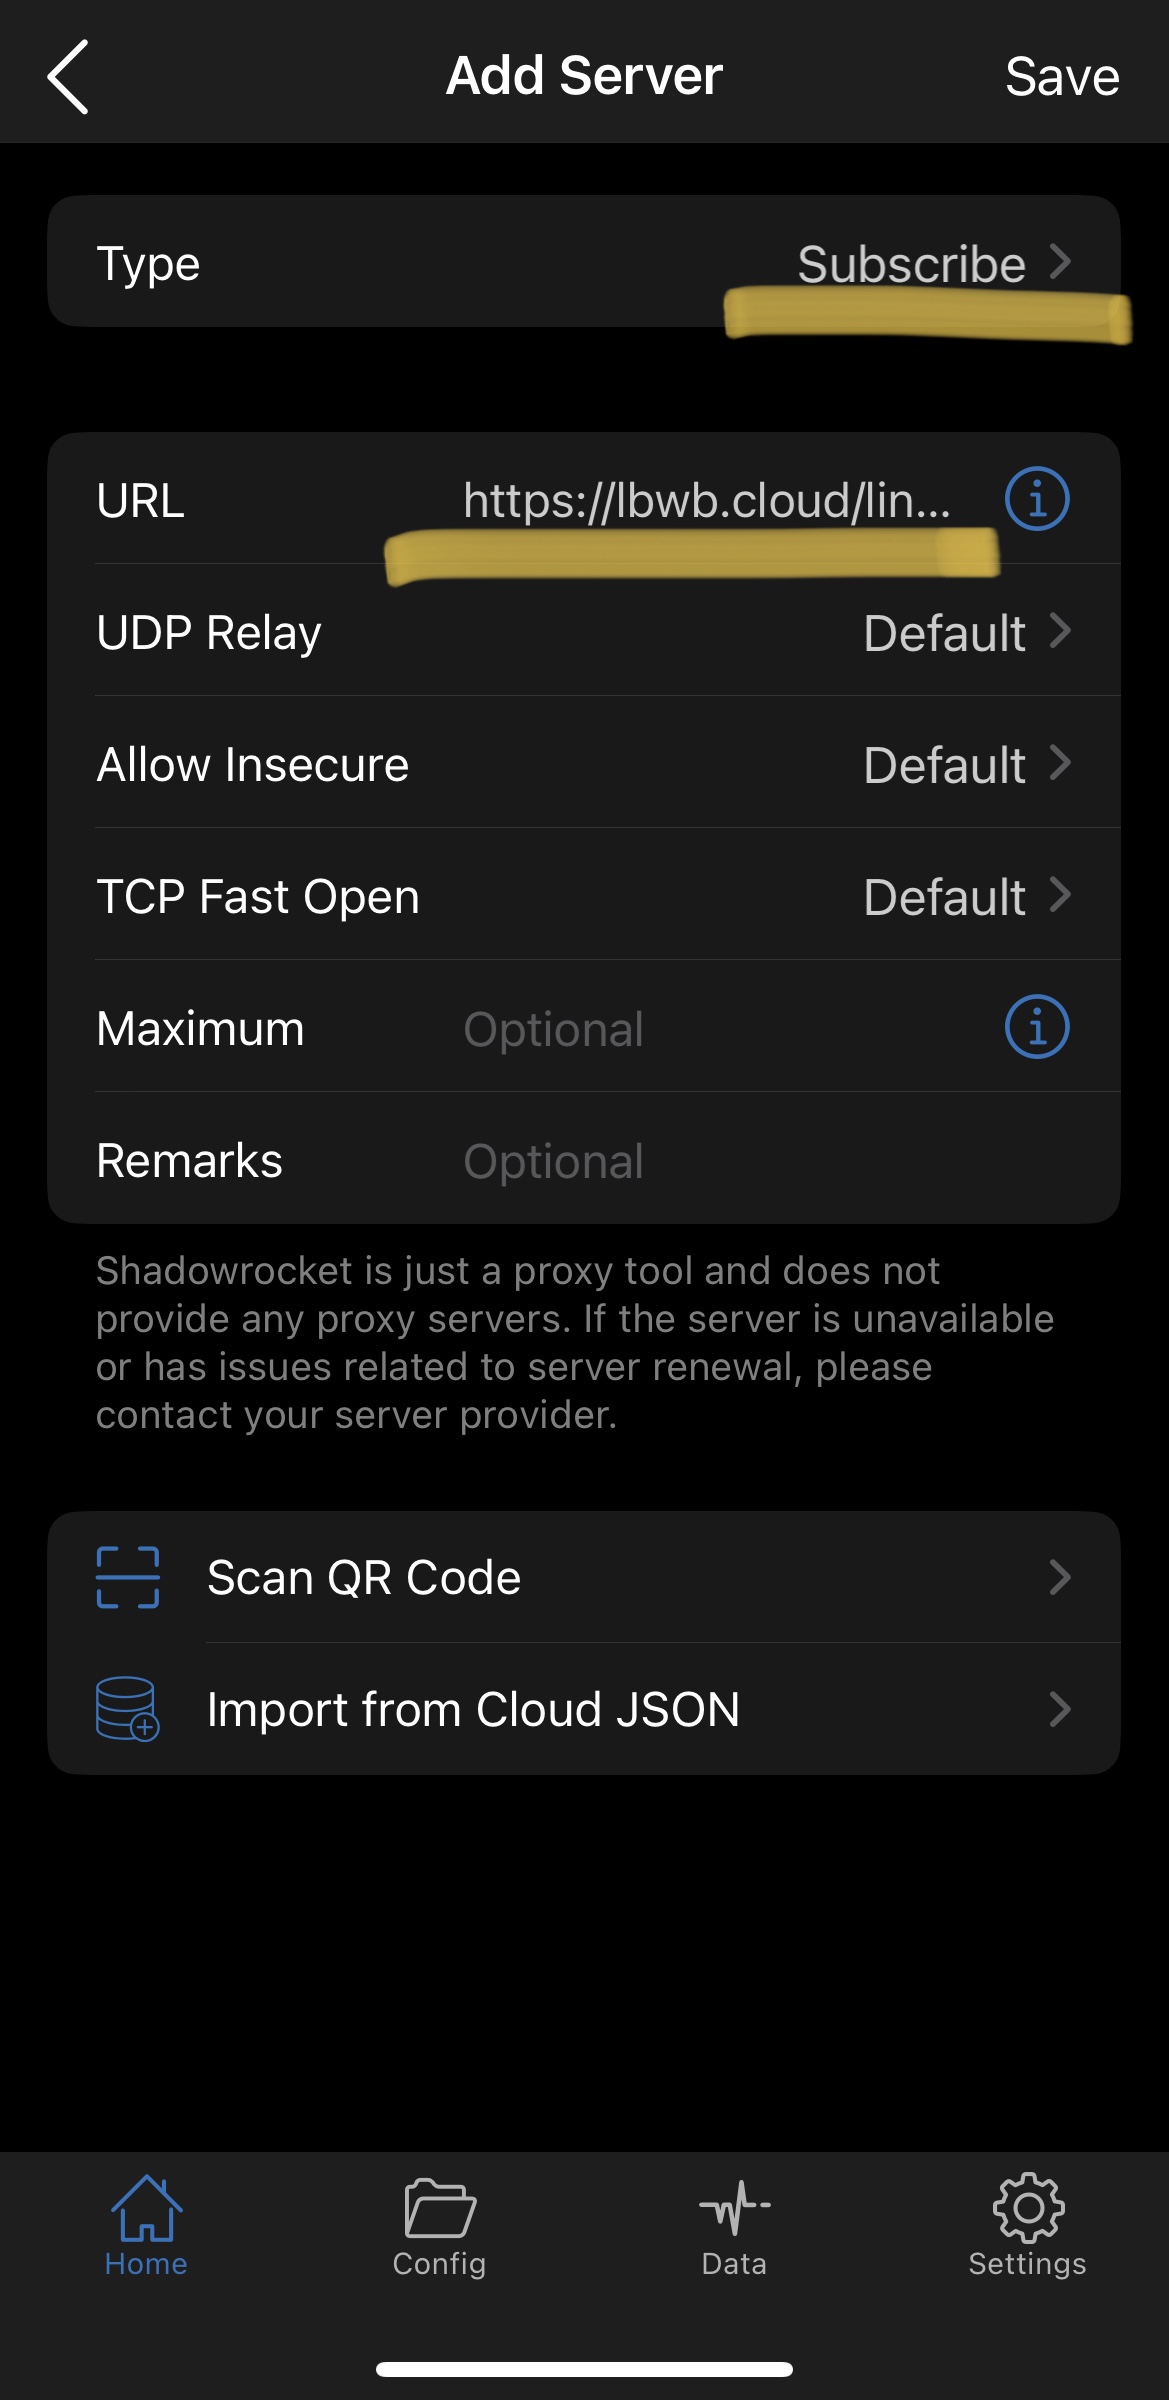 Add Server
Save
Type
Subscribe
URL
https://lbwb.cloud/lin...
UDP Relay
Default
Allow Insecure
Default
TCP Fast Open
Default
Maximum
Optional
Remarks
Optional
Shadowrocket is just a proxy tool and does not
provide any proxy servers. If the server is unavailable
or has issues related to server renewal, please
contact your server provider.
Scan QR Code
Import from Cloud JSON
Home
Config
Data
Settings